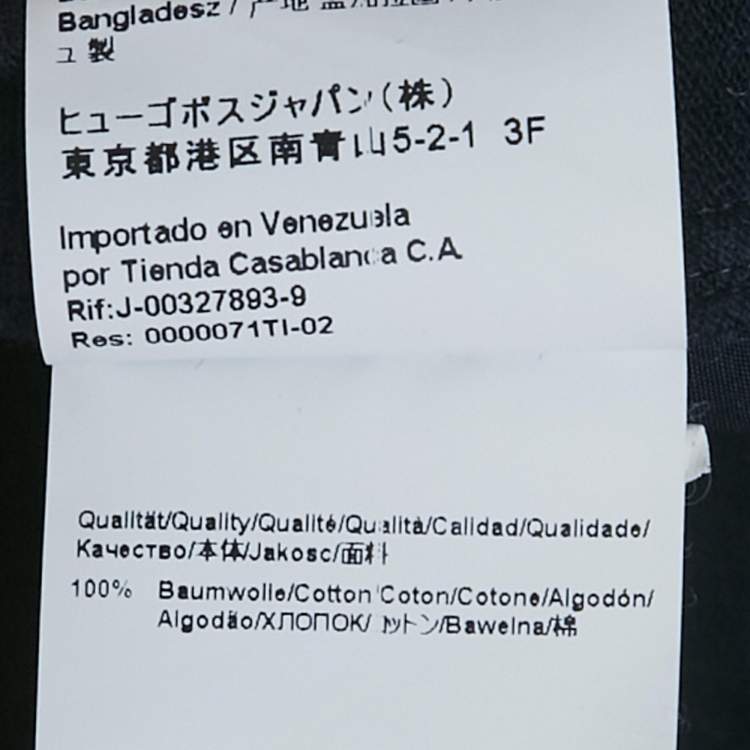 Bangladesz / 产地
ュ製
ヒューゴボスジャパン(株)
東京都港区南青山5-2-1 3F
Importado en Venezuela
por Tienda Casablanca C.A
Rif:J-00327893-9
Res: 0000071TI-02
Qualität/Quality/Qualité/Qualità/Calidad/Qualidade/
Качество/本体/Jakosc/面料
100% Baumwolle/Cotton/Coton/Cotone/Algodón/
Algodão/ХЛОПОК/コットン/Bawelna/棉